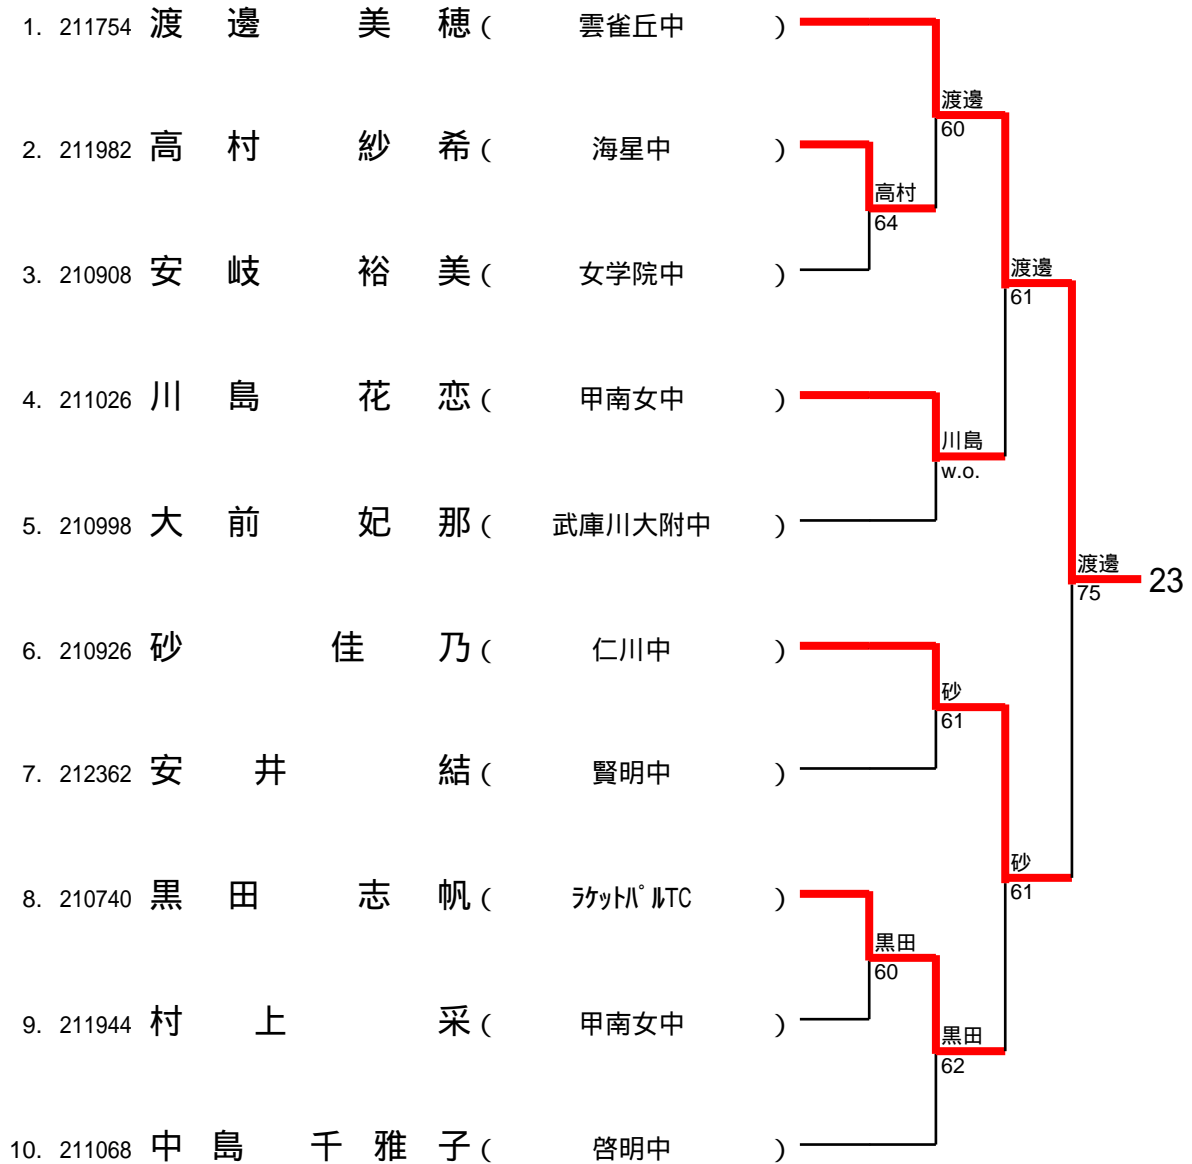 1. 211754 渡 邊 美 穂 ( 雲雀丘中 )
渡邊
60
2. 211982 高 村 紗 希 ( 海星中 )
高村
64
3. 210908 安 岐 裕 美 ( 女学院中 )
渡邊
61
4. 211026 川 島 花 恋 ( 甲南女中 )
川島
w.o.
5. 210998 大 前 妃 那 ( 武庫川大附中 )
渡邊
75
23
6. 210926 砂 佳 乃 ( 仁川中 )
砂
61
7. 212362 安 井 結 ( 賢明中 )
砂
61
8. 210740 黒 田 志 帆 ( ﾗｹｯﾄﾊﾟﾙTC )
黒田
60
9. 211944 村 上 采 ( 甲南女中 )
黒田
62
10. 211068 中 島 千 雅 子 ( 啓明中 )